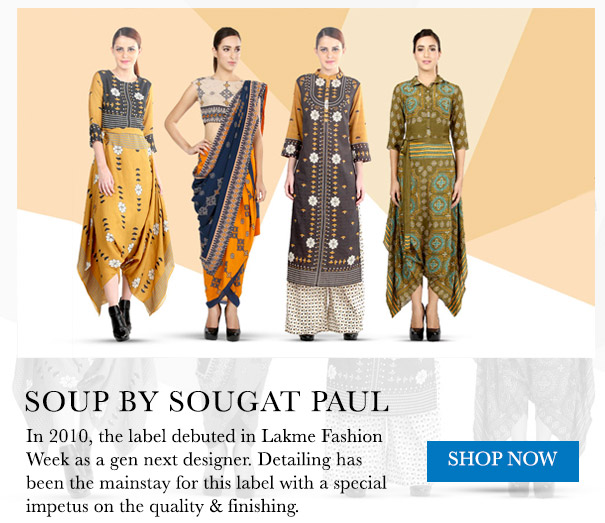 SOUP BY SOUGAT PAUL
In 2010, the label debuted in Lakme Fashion
Week as a gen next designer. Detailing has
been the mainstay for this label with a special
impetus on the quality & finishing.
SHOP NOW